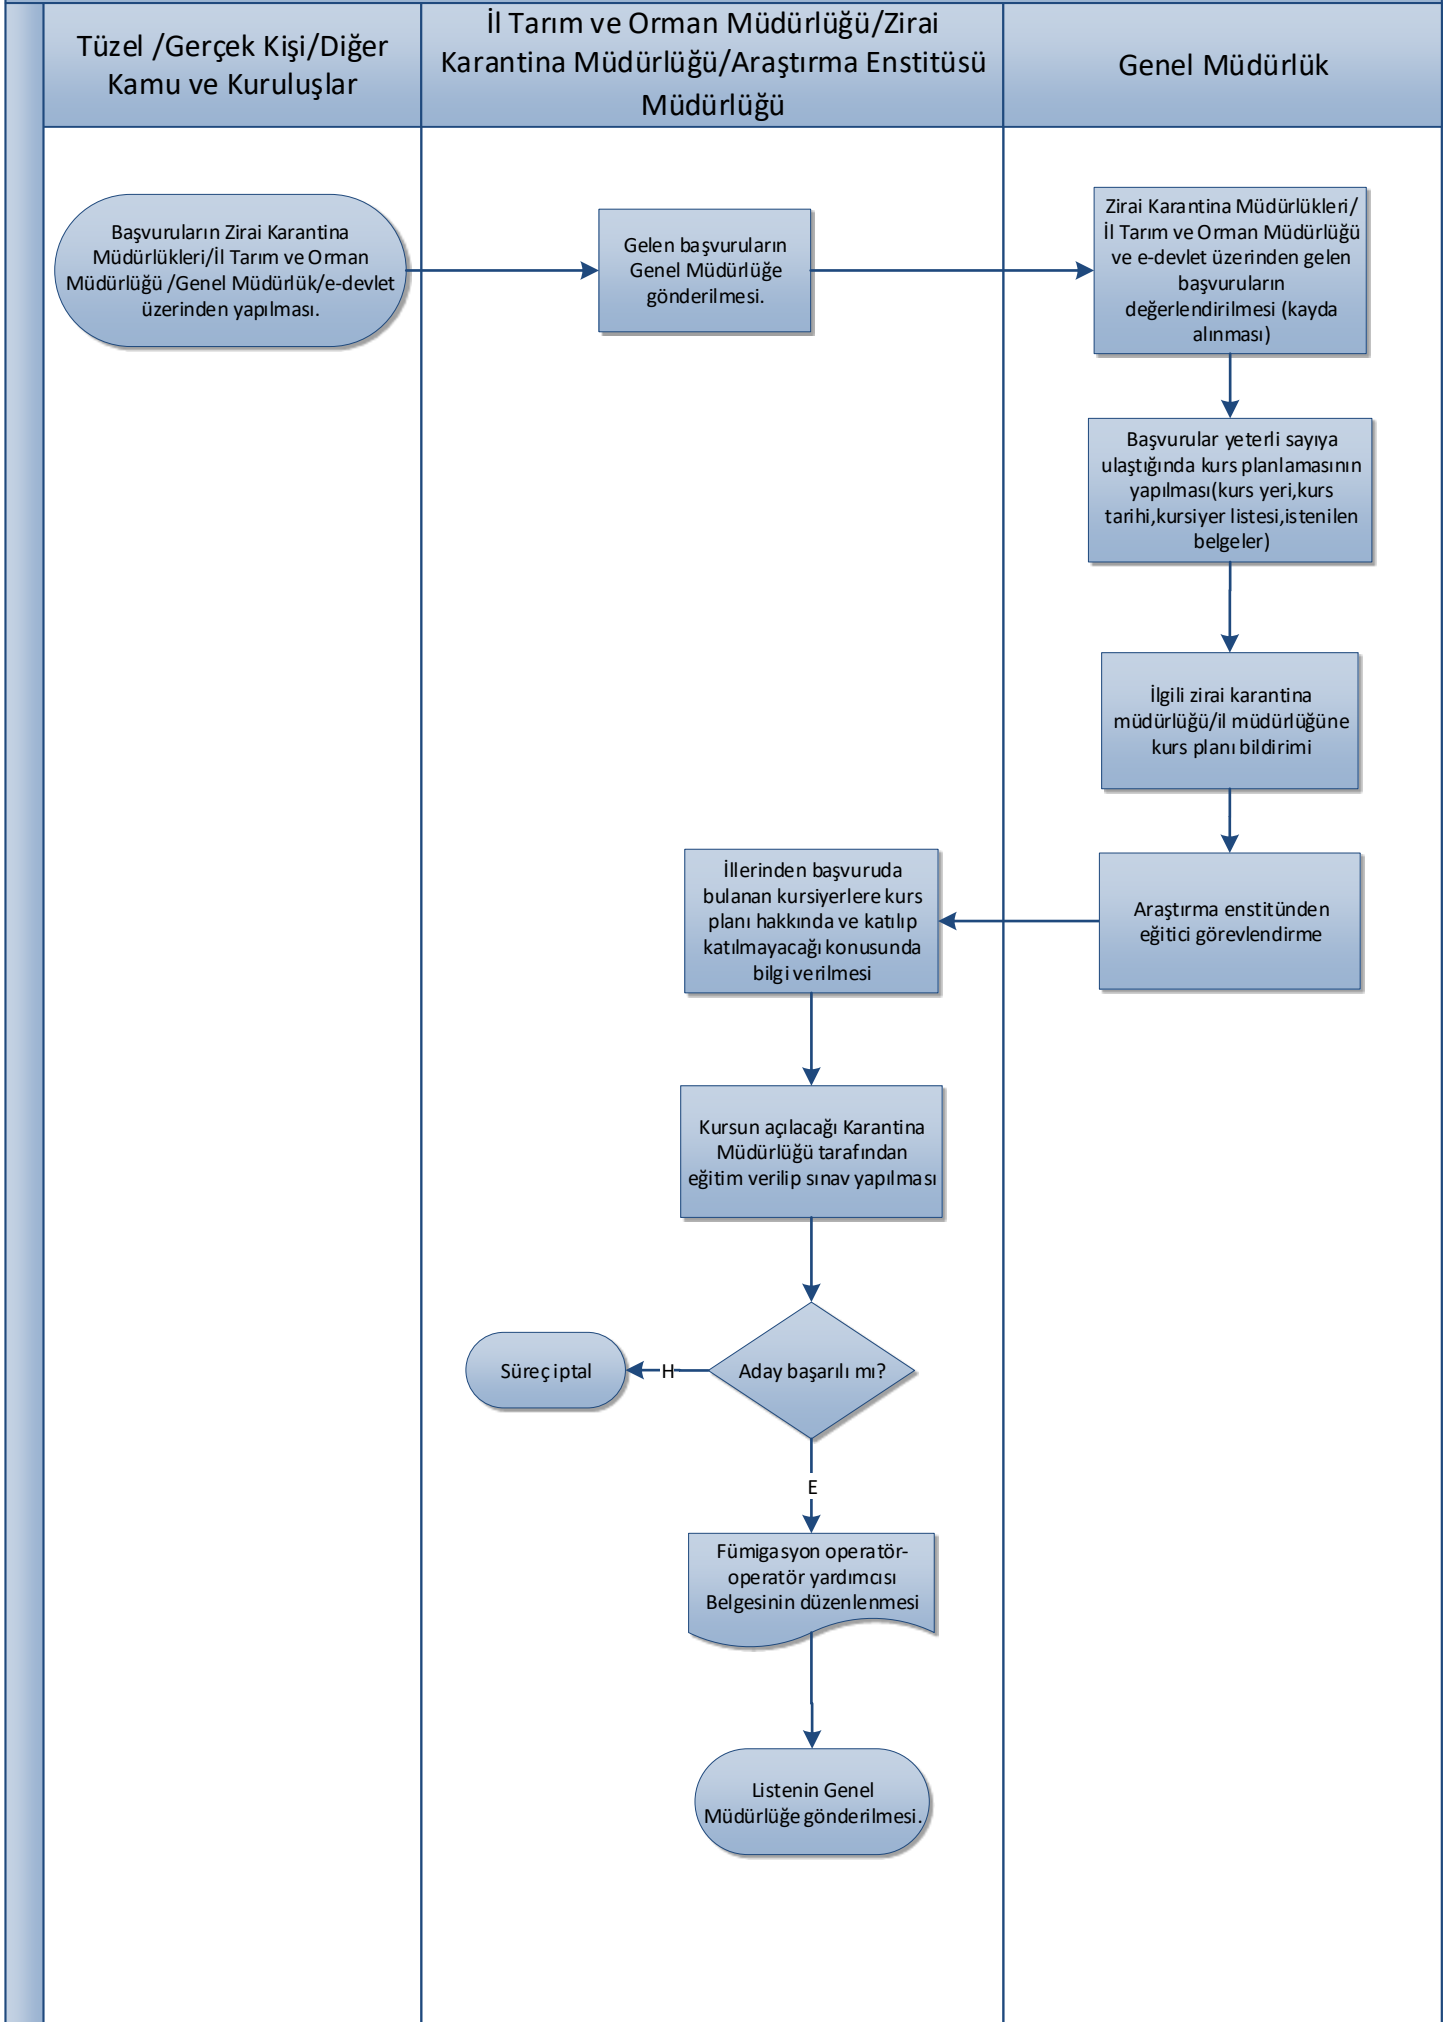 Tüzel /Gerçek Kişi/Diğer
Kamu ve Kuruluşlar
İl Tarım ve Orman Müdürlüğü/Zirai
Karantina Müdürlüğü/Araştırma Enstitüsü
Müdürlüğü
Genel Müdürlük
Başvuruların Zirai Karantina
Müdürlükleri/İl Tarım ve Orman
Müdürlüğü /Genel Müdürlük/e-devlet
üzerinden yapılması.
Gelen başvuruların
Genel Müdürlüğe
gönderilmesi.
Zirai Karantina Müdürlükleri/
İl Tarım ve Orman Müdürlüğü
ve e-devlet üzerinden gelen
başvuruların
değerlendirilmesi (kayda
alınması)
Başvurular yeterli sayıya
ulaştığında kurs planlamasının
yapılması(kurs yeri,kurs
tarihi,kursiyer listesi,istenilen
belgeler)
İlgili zirai karantina
müdürlüğü/il müdürlüğüne
kurs planı bildirimi
Araştırma enstitünden
eğitici görevlendirme
İllerinden başvuruda
bulanan kursiyerlere kurs
planı hakkında ve katılıp
katılmayacağı konusunda
bilgi verilmesi
Kursun açılacağı Karantina
Müdürlüğü tarafından
eğitim verilip sınav yapılması
Aday başarılı mı?
H
Süreç iptal
E
Fümigasyon operatör-
operatör yardımcısı
Belgesinin düzenlenmesi
Listenin Genel
Müdürlüğe gönderilmesi.